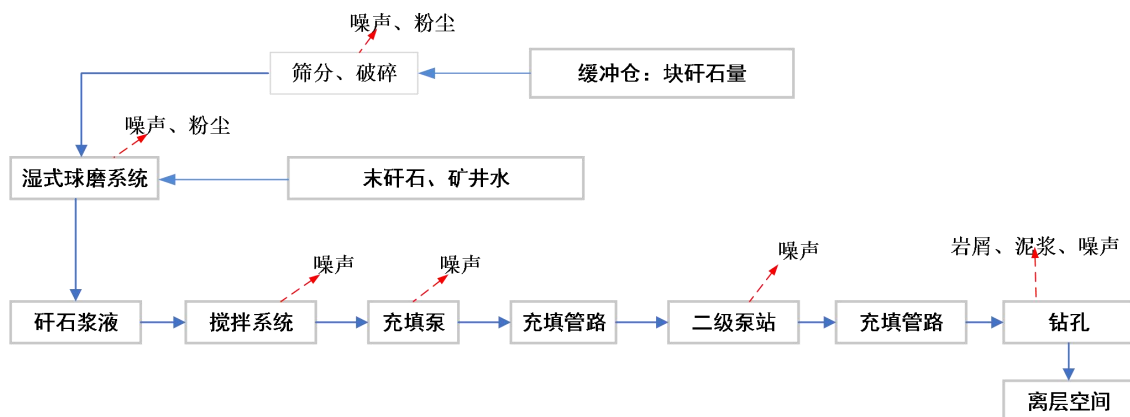 噪声、粉尘
筛分、破碎
缓冲仓：块矸石量
噪声、粉尘
湿式球磨系统
末矸石、矿井水
噪声
噪声
噪声
岩屑、泥浆、噪声
矸石浆液
搅拌系统
充填泵
充填管路
二级泵站
充填管路
钻孔
离层空间